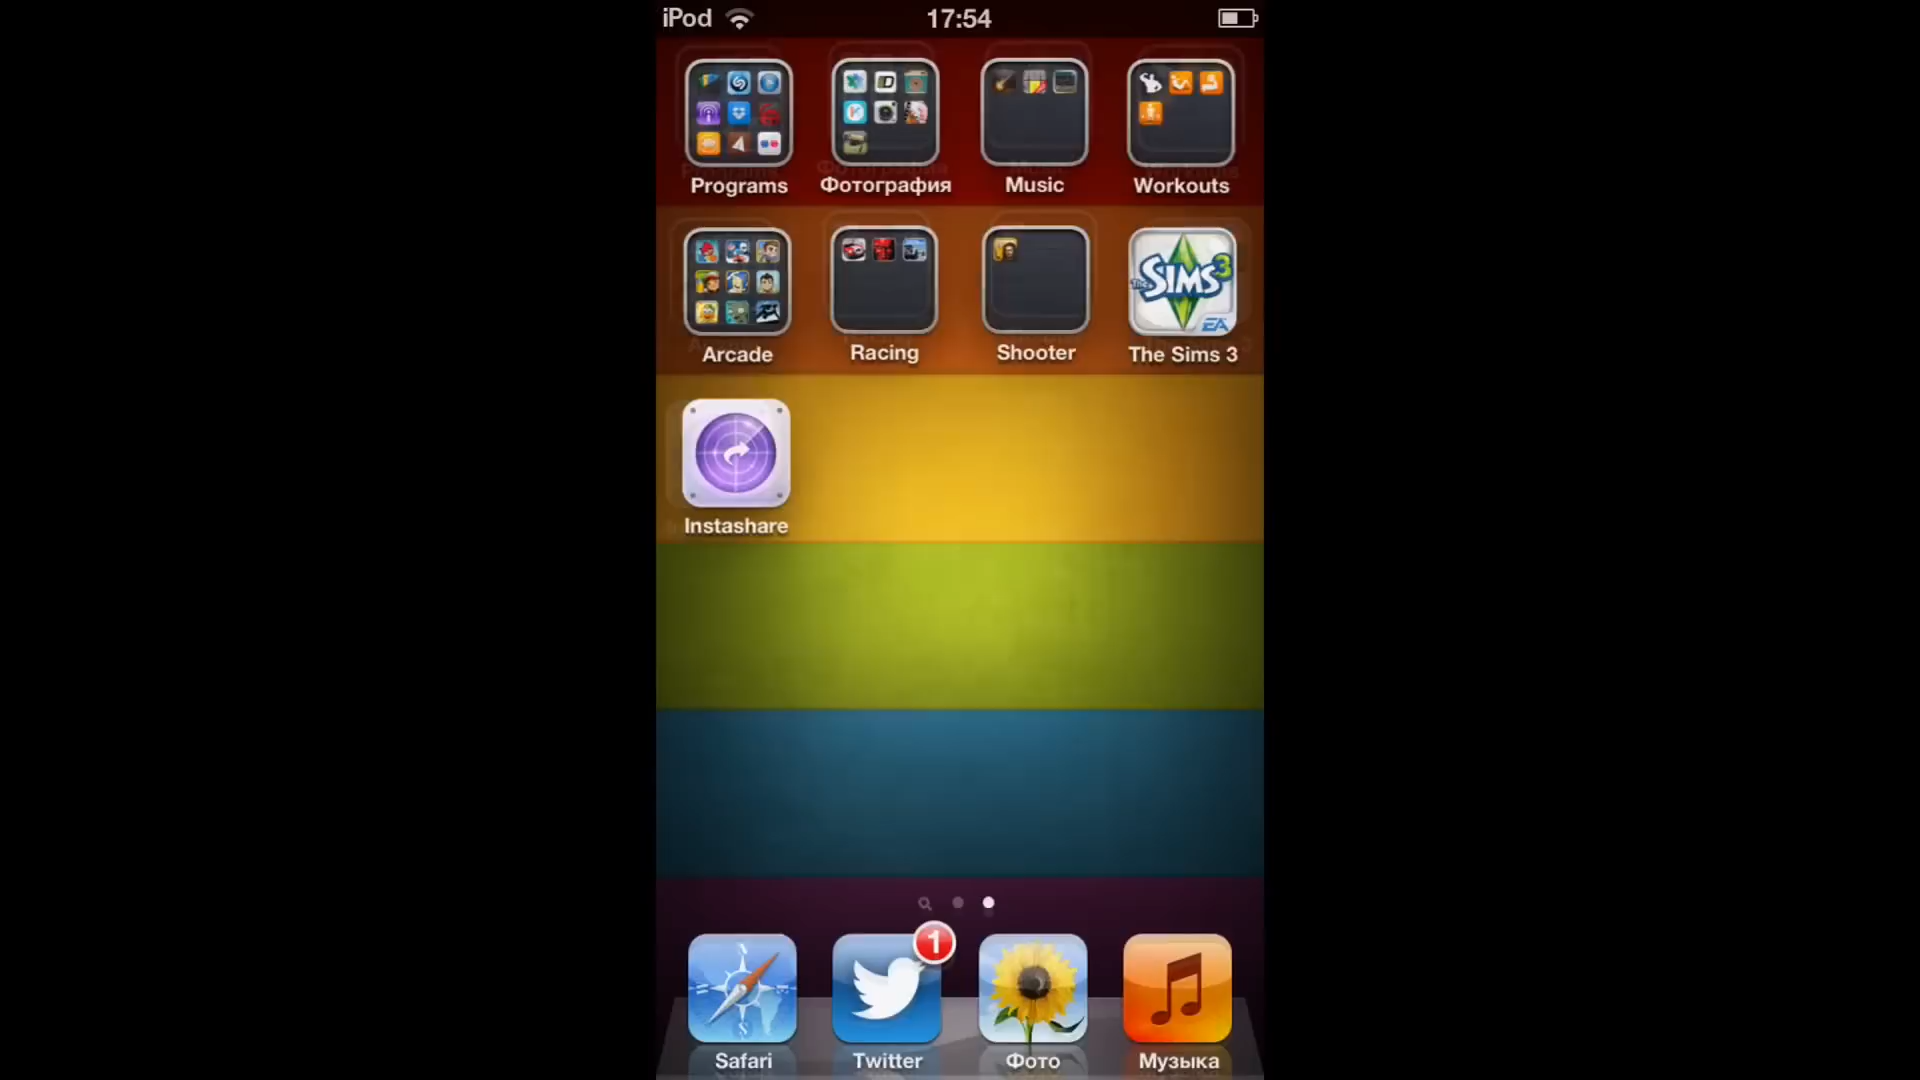 iPod 17:54
Programs Фотография Music Workouts
The SIMS 3
EA
Arcade Racing Shooter The Sims 3
Instashare
1
Safari Twitter Фото Музыка